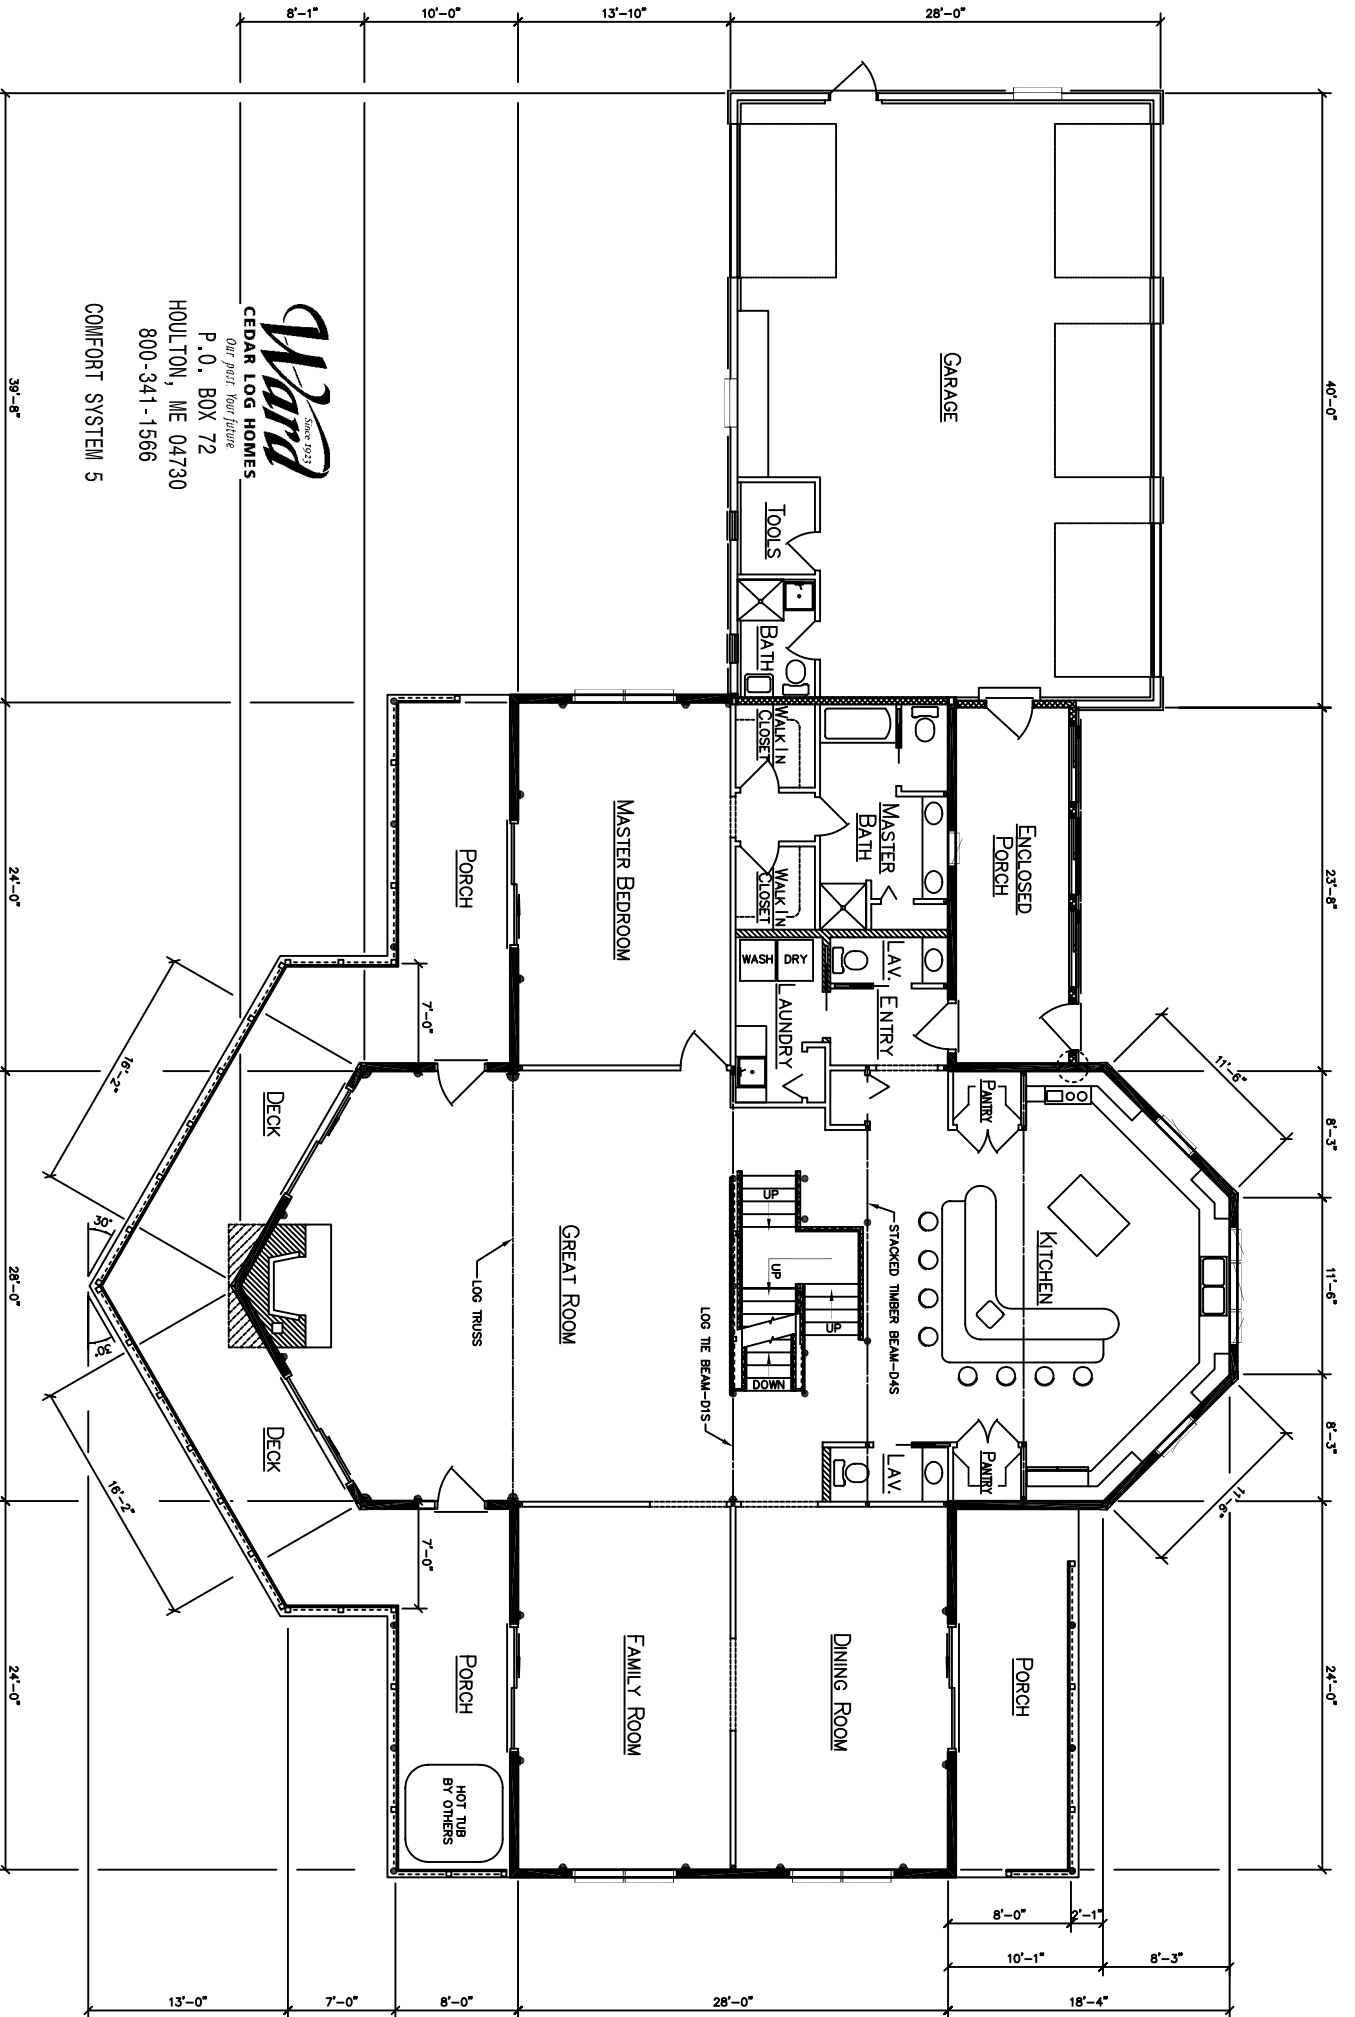 8'-1"
10'-0"
13'-10"
28'-0"
40'-0"
23'-8"
8'-3"
11'-6"
8'-3"
24'-0"
11'-6"
11'-6"
GARAGE
TOOLS
BATH
WALK IN
CLOSET
WALK IN
CLOSET
MASTER
BATH
ENCLOSED
PORCH
MASTER BEDROOM
PORCH
WASH
DRY
LAUNDRY
LAV.
ENTRY
PANTRY
KITCHEN
PANTRY
LAV.
STACKED TIMBER BEAM-D4S
LOG TIE BEAM-D1S
UP
UP
UP
DOWN
GREAT ROOM
LOG TRUSS
DECK
DECK
7'-0"
7'-0"
16'-2"
16'-2"
30°
30°
FAMILY ROOM
DINING ROOM
PORCH
PORCH
HOT TUB
BY OTHERS
Ward
Since 1923
CEDAR LOG HOMES
Our past. Your future.
P.O. BOX 72
HOULTON, ME 04730
800-341-1566
COMFORT SYSTEM 5
39'-8"
24'-0"
28'-0"
24'-0"
8'-0"
2'-1"
10'-1"
8'-3"
13'-0"
7'-0"
8'-0"
28'-0"
18'-4"